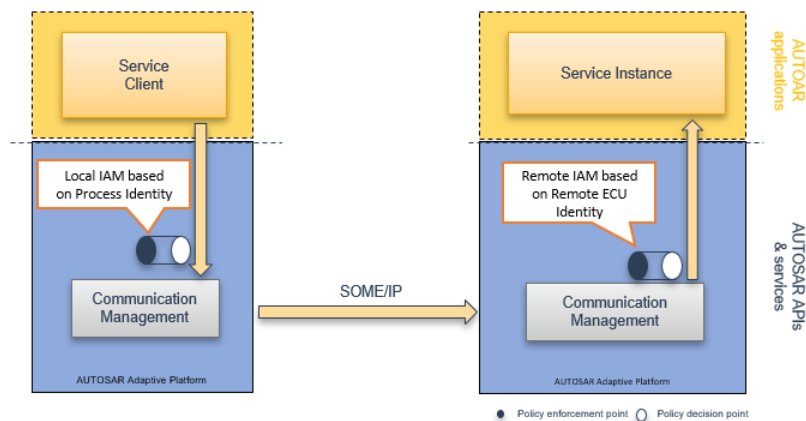 Service
Client
Service Instance
AUTOAR
applications
Local IAM based
on Process Identity
Remote IAM based
on Remote ECU
Identity
AUTOSAR APIs
& services
Communication
Management
SOME/IP
Communication
Management
AUTOSAR Adaptive Platform
AUTOSAR Adaptive Platform
Policy enforcement point
Policy decision point